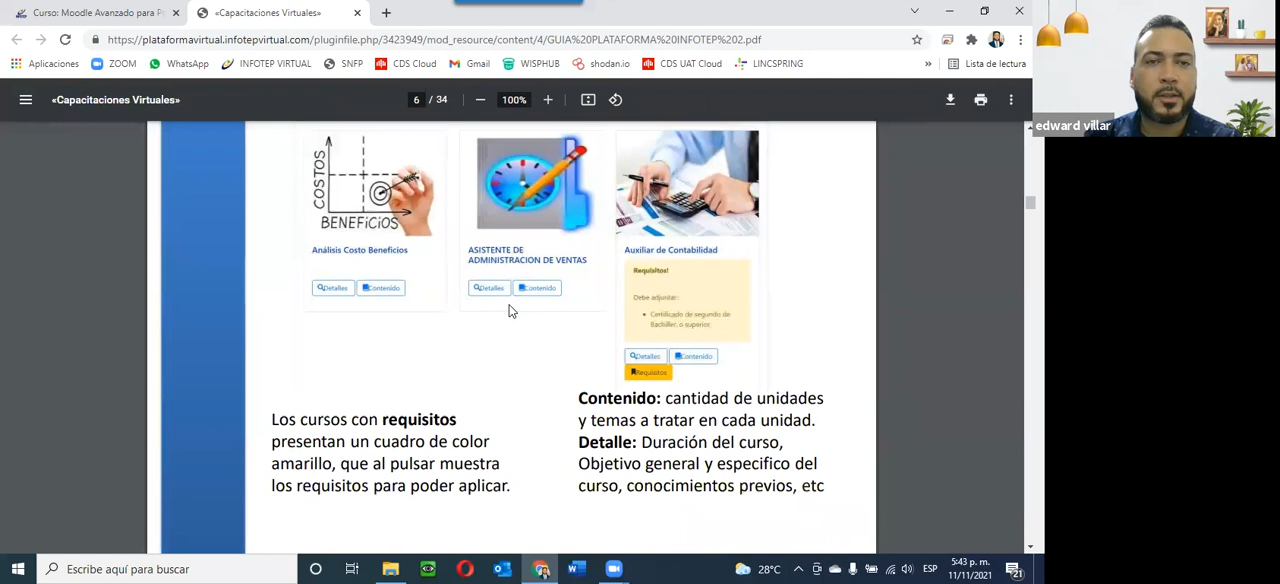 Curso: Moodle Avanzado para P
«Capacitaciones Virtuales»
https://plataformavirtual.infotepvirtual.com/pluginfile.php/3423949/mod_resource/content/4/GUIA%20PLATAFORMA%20INFOTEP%202.pdf
Aplicaciones
ZOOM
WhatsApp
INFOTEP VIRTUAL
SNFP
CDS Cloud
Gmail
WISPHUB
shodan.io
CDS UAT Cloud
LINCSPRING
»
Lista de lectura
«Capacitaciones Virtuales»
6 / 34
100%
edward villar
COSTOS
BENEFiCiOS
Análisis Costo Beneficios
Detalles
Contenido
ASISTENTE DE
ADMINISTRACION DE VENTAS
Detalles
Contenido
Auxiliar de Contabilidad
Requisitos!
Debe adjuntar:
• Certificado de segundo de
Bachiller, o superior
Detalles
Contenido
Requisitos
Los cursos con requisitos
presentan un cuadro de color
amarillo, que al pulsar muestra
los requisitos para poder aplicar.
Contenido: cantidad de unidades
y temas a tratar en cada unidad.
Detalle: Duración del curso,
Objetivo general y especifico del
curso, conocimientos previos, etc
Escribe aquí para buscar
28°C
ESP
5:43 p. m.
11/11/2021
21